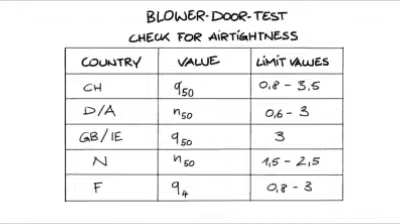 BLOWER-DOOR-TEST
CHECK FOR AIRTIGHTNESS
COUNTRY VALUE LIMIT VALUES
CH q50 0,8 - 3,5
D/A n50 0,6 - 3
GB/IE q50 3
N n50 1,5 - 2,5
F q4 0,8 - 3